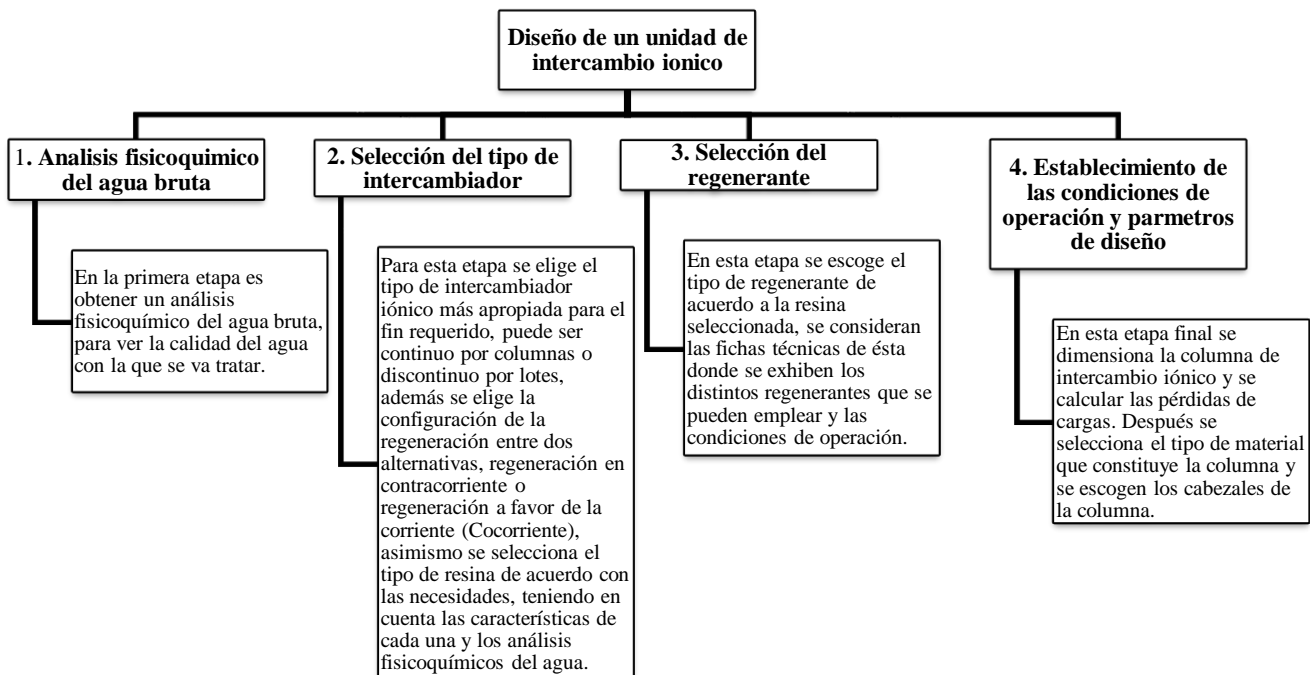 Diseño de un unidad de
intercambio ionico
1. Analisis fisicoquimico
del agua bruta
En la primera etapa es
obtener un análisis
fisicoquímico del agua bruta,
para ver la calidad del agua
con la que se va tratar.
2. Selección del tipo de
intercambiador
Para esta etapa se elige el
tipo de intercambiador
iónico más apropiada para el
fin requerido, puede ser
continuo por columnas o
discontinuo por lotes,
además se elige la
configuración de la
regeneración entre dos
alternativas, regeneración en
contracorriente o
regeneración a favor de la
corriente (Cocorriente),
asimismo se selecciona el
tipo de resina de acuerdo con
las necesidades, teniendo en
cuenta las características de
cada una y los análisis
fisicoquímicos del agua.
3. Selección del
regenerante
En esta etapa se escoge el
tipo de regenerante de
acuerdo a la resina
seleccionada, se consideran
las fichas técnicas de ésta
donde se exhiben los
distintos regenerantes que se
pueden emplear y las
condiciones de operación.
4. Establecimiento de
las condiciones de
operación y parmetros
de diseño
En esta etapa final se
dimensiona la columna de
intercambio iónico y se
calcular las pérdidas de
cargas. Después se
selecciona el tipo de material
que constituye la columna y
se escogen los cabezales de
la columna.